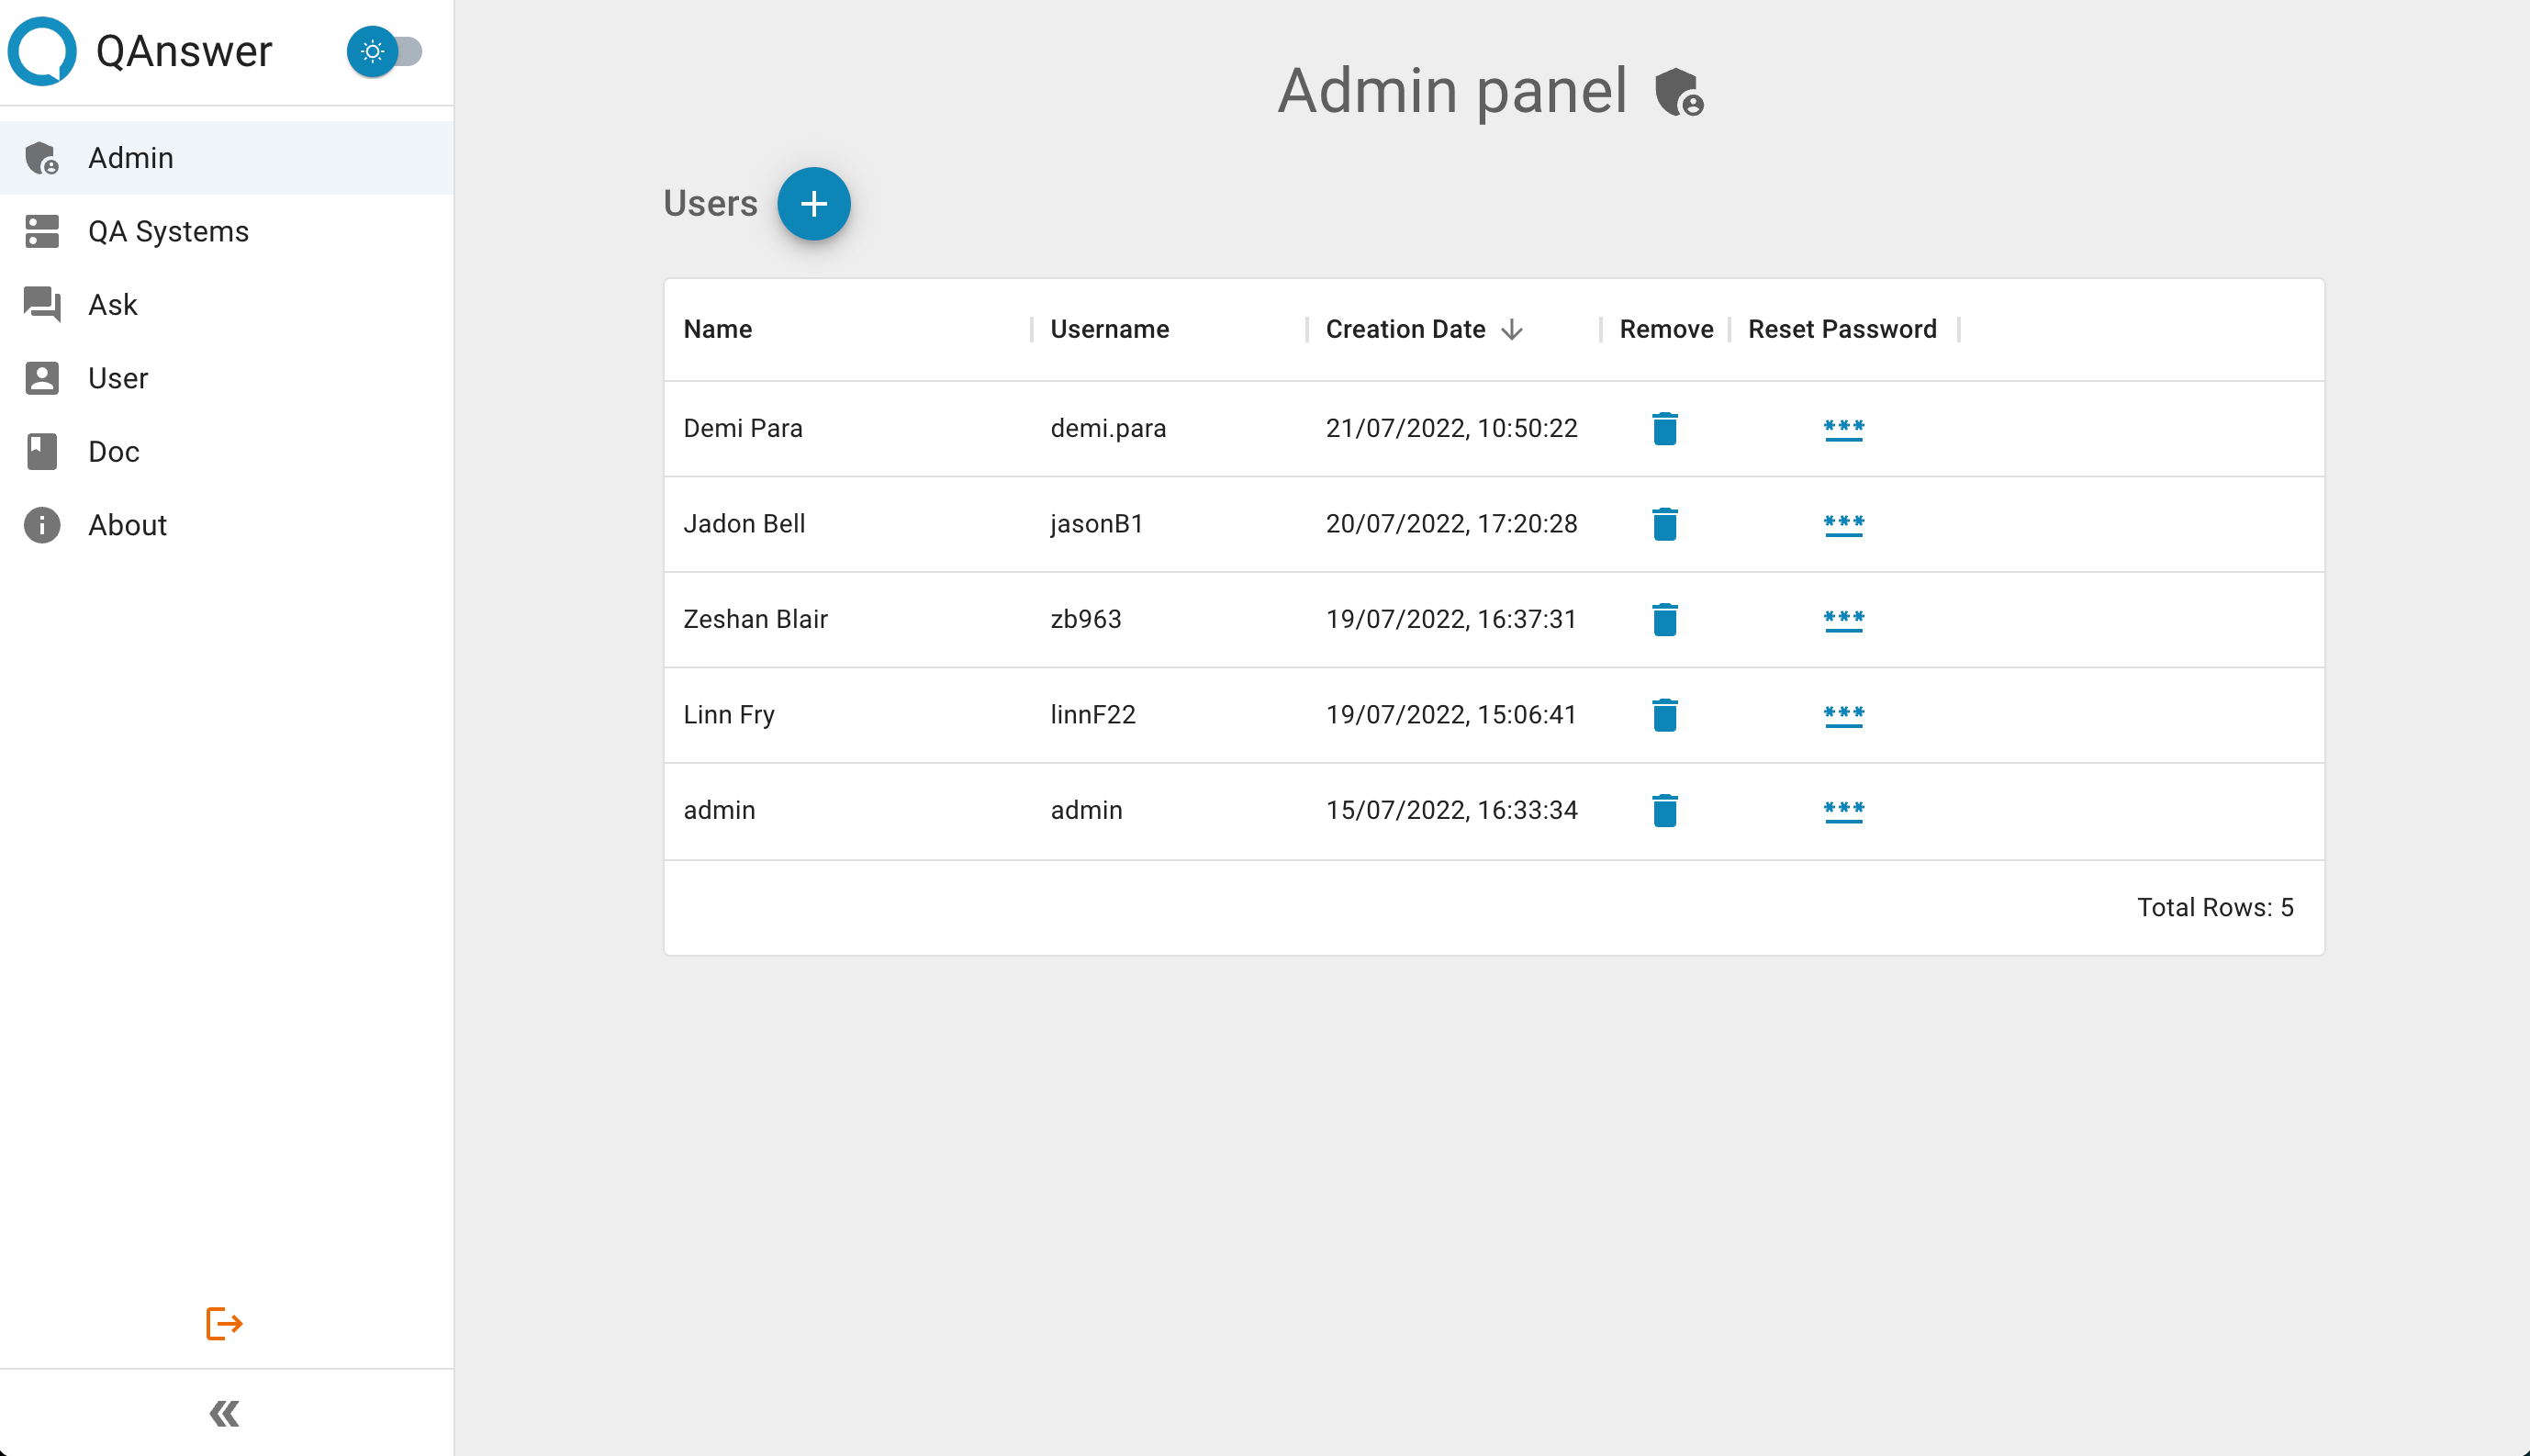 QAnswer
Admin
QA Systems
Ask
User
Doc
About
Admin panel
Users
Name Username Creation Date Remove Reset Password
Demi Para demi.para 21/07/2022, 10:50:22
Jadon Bell jasonB1 20/07/2022, 17:20:28
Zeshan Blair zb963 19/07/2022, 16:37:31
Linn Fry linnF22 19/07/2022, 15:06:41
admin admin 15/07/2022, 16:33:34
Total Rows: 5